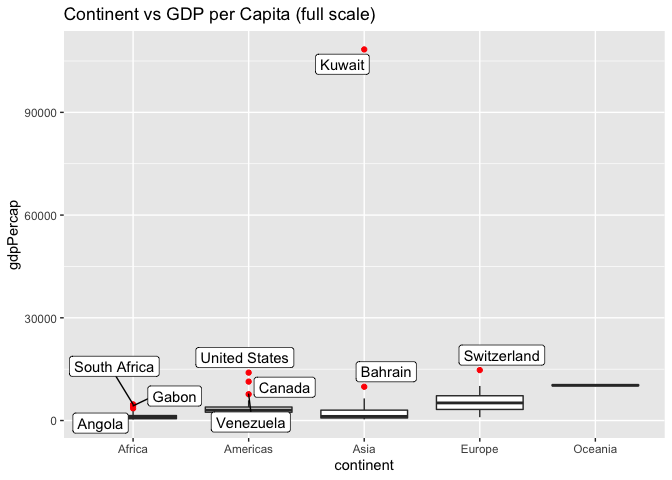 Continent vs GDP per Capita (full scale)
Kuwait
90000
60000
gdpPercap
30000
United States
Switzerland
South Africa
Bahrain
Canada
Gabon
Angola
Venezuela
0
Africa
Americas
Asia
Europe
Oceania
continent